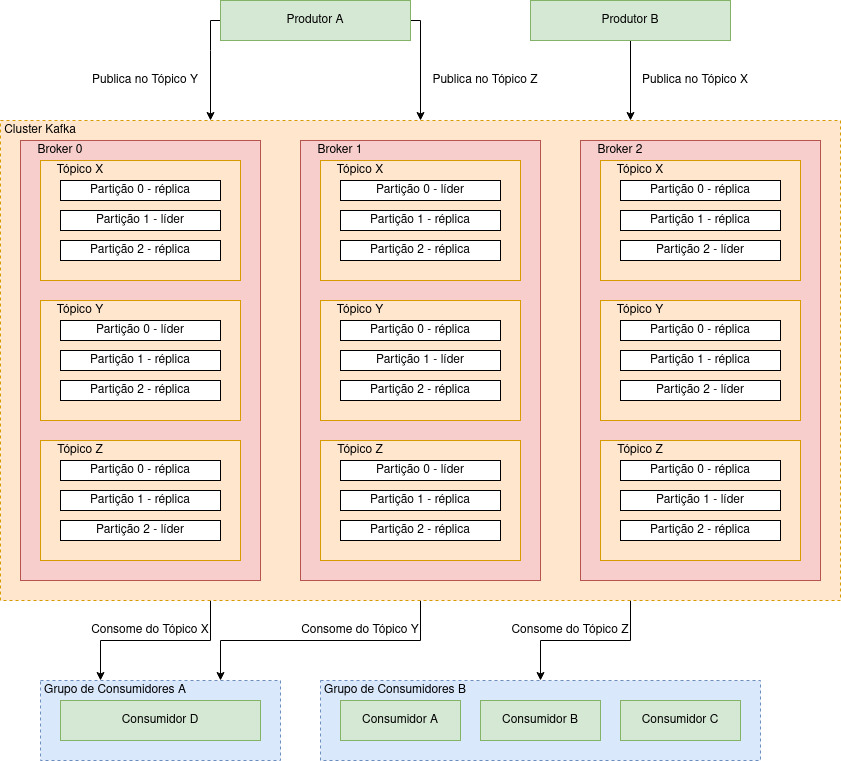 Produtor A
Produtor B
Publica no Tópico Y
Publica no Tópico Z
Publica no Tópico X
Cluster Kafka
Broker 0
Tópico X
Partição 0 - réplica
Partição 1 - líder
Partição 2 - réplica
Tópico Y
Partição 0 - líder
Partição 1 - réplica
Partição 2 - réplica
Tópico Z
Partição 0 - réplica
Partição 1 - réplica
Partição 2 - líder
Broker 1
Tópico X
Partição 0 - líder
Partição 1 - réplica
Partição 2 - réplica
Tópico Y
Partição 0 - réplica
Partição 1 - líder
Partição 2 - réplica
Tópico Z
Partição 0 - líder
Partição 1 - réplica
Partição 2 - réplica
Broker 2
Tópico X
Partição 0 - réplica
Partição 1 - réplica
Partição 2 - líder
Tópico Y
Partição 0 - réplica
Partição 1 - réplica
Partição 2 - líder
Tópico Z
Partição 0 - réplica
Partição 1 - líder
Partição 2 - réplica
Consome do Tópico X
Consome do Tópico Y
Consome do Tópico Z
Grupo de Consumidores A
Consumidor D
Grupo de Consumidores B
Consumidor A
Consumidor B
Consumidor C